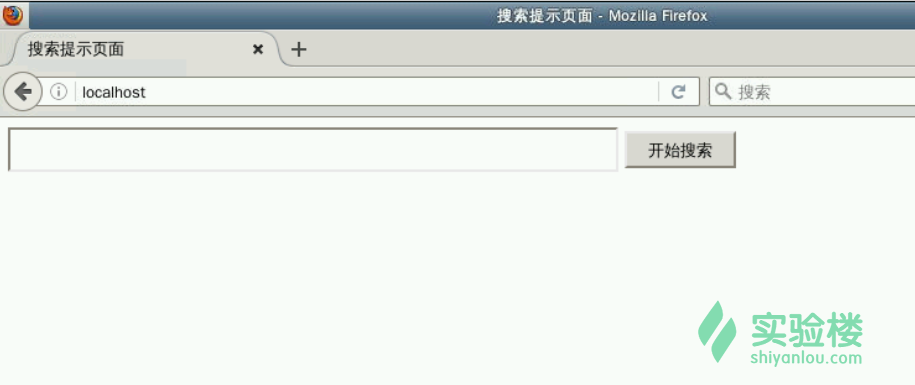 搜索提示页面 - Mozilla Firefox
搜索提示页面
localhost
搜索
开始搜索
实验楼
shiyanlou.com